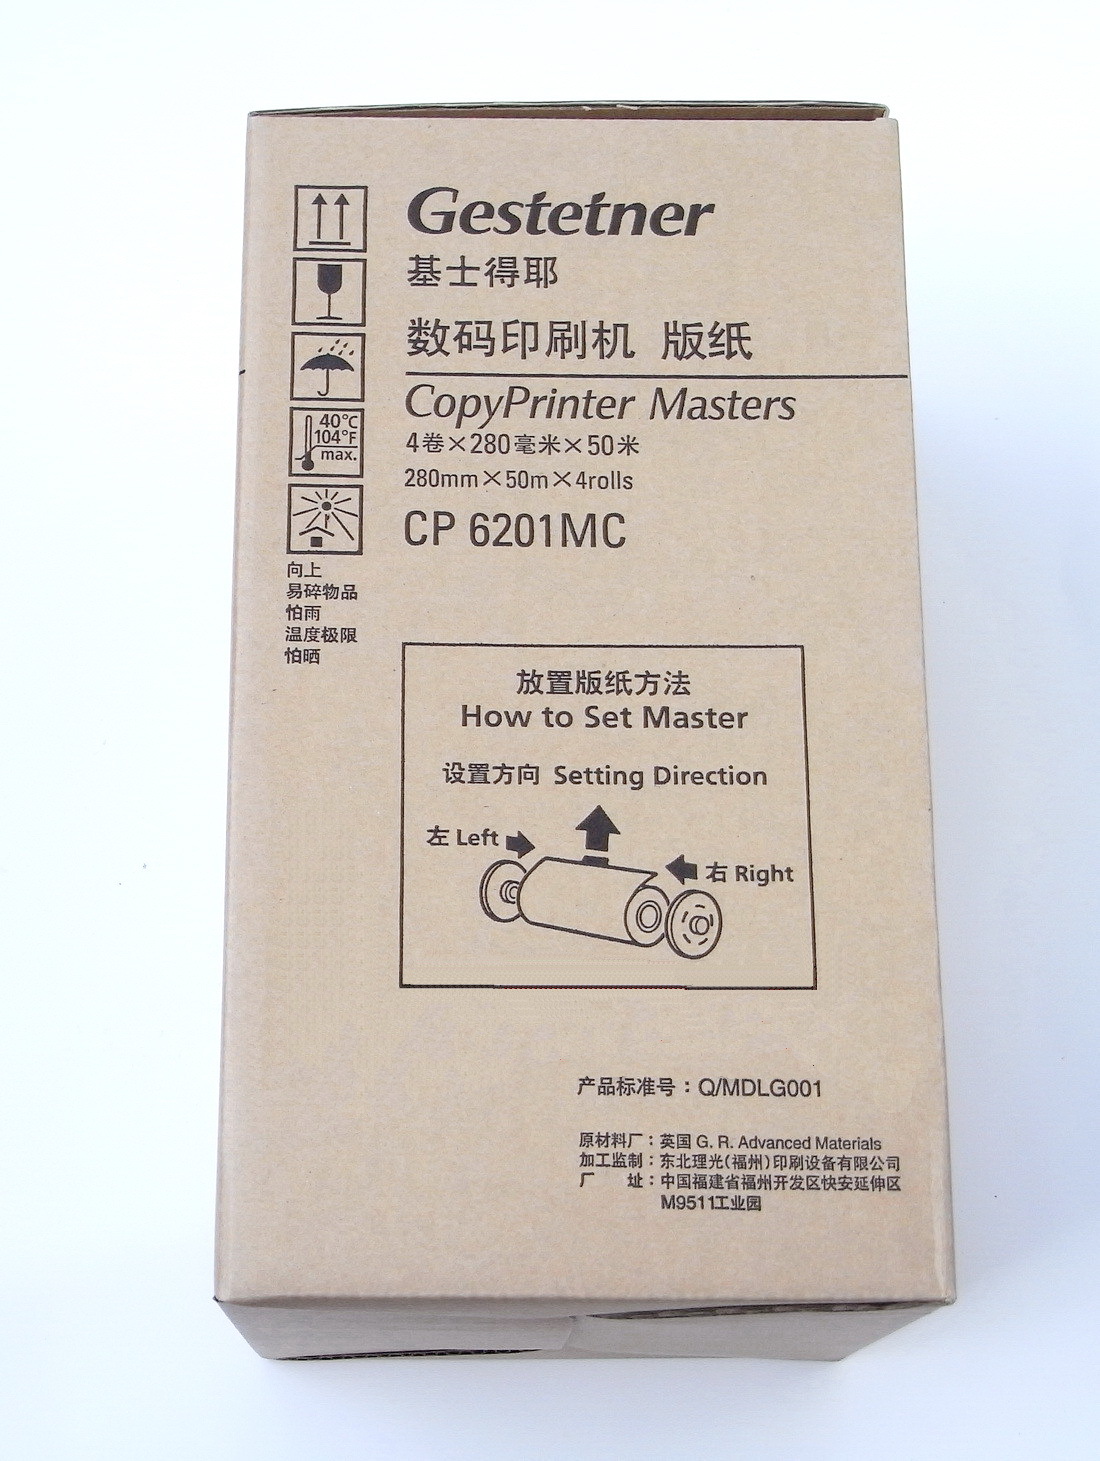 Gestetner
基士得耶
数码印刷机 版纸
CopyPrinter Masters
4卷×280毫米×50米
280mm×50m×4rolls
CP 6201MC
40°C
104°F
max.
向上
易碎物品
怕雨
温度极限
怕晒
放置版纸方法
How to Set Master
设置方向 Setting Direction
左 Left
右 Right
产品标准号：Q/MDLG001
原材料厂：英国 G. R. Advanced Materials
加工监制：东北理光(福州)印刷设备有限公司
厂 址：中国福建省福州开发区快安延伸区
M9511工业园